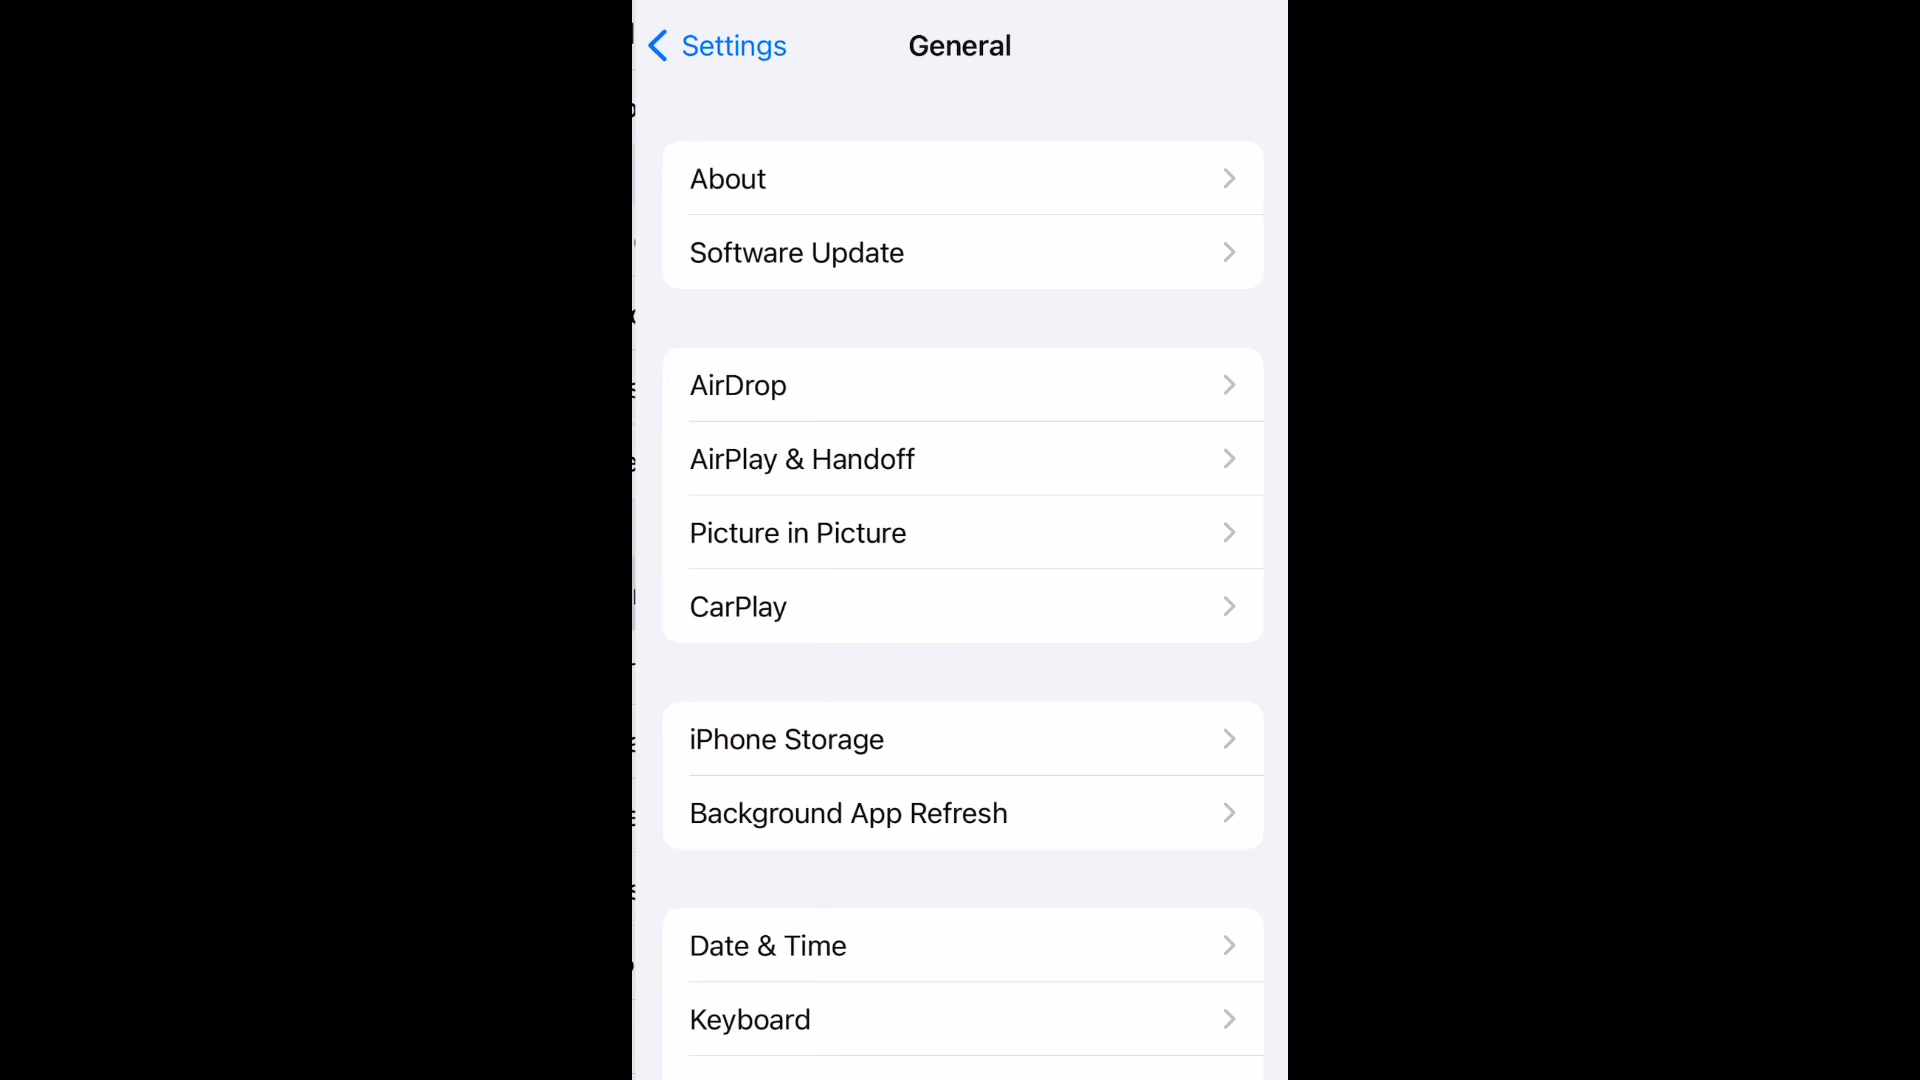 Settings
General
About
Software Update
AirDrop
AirPlay & Handoff
Picture in Picture
CarPlay
iPhone Storage
Background App Refresh
Date & Time
Keyboard